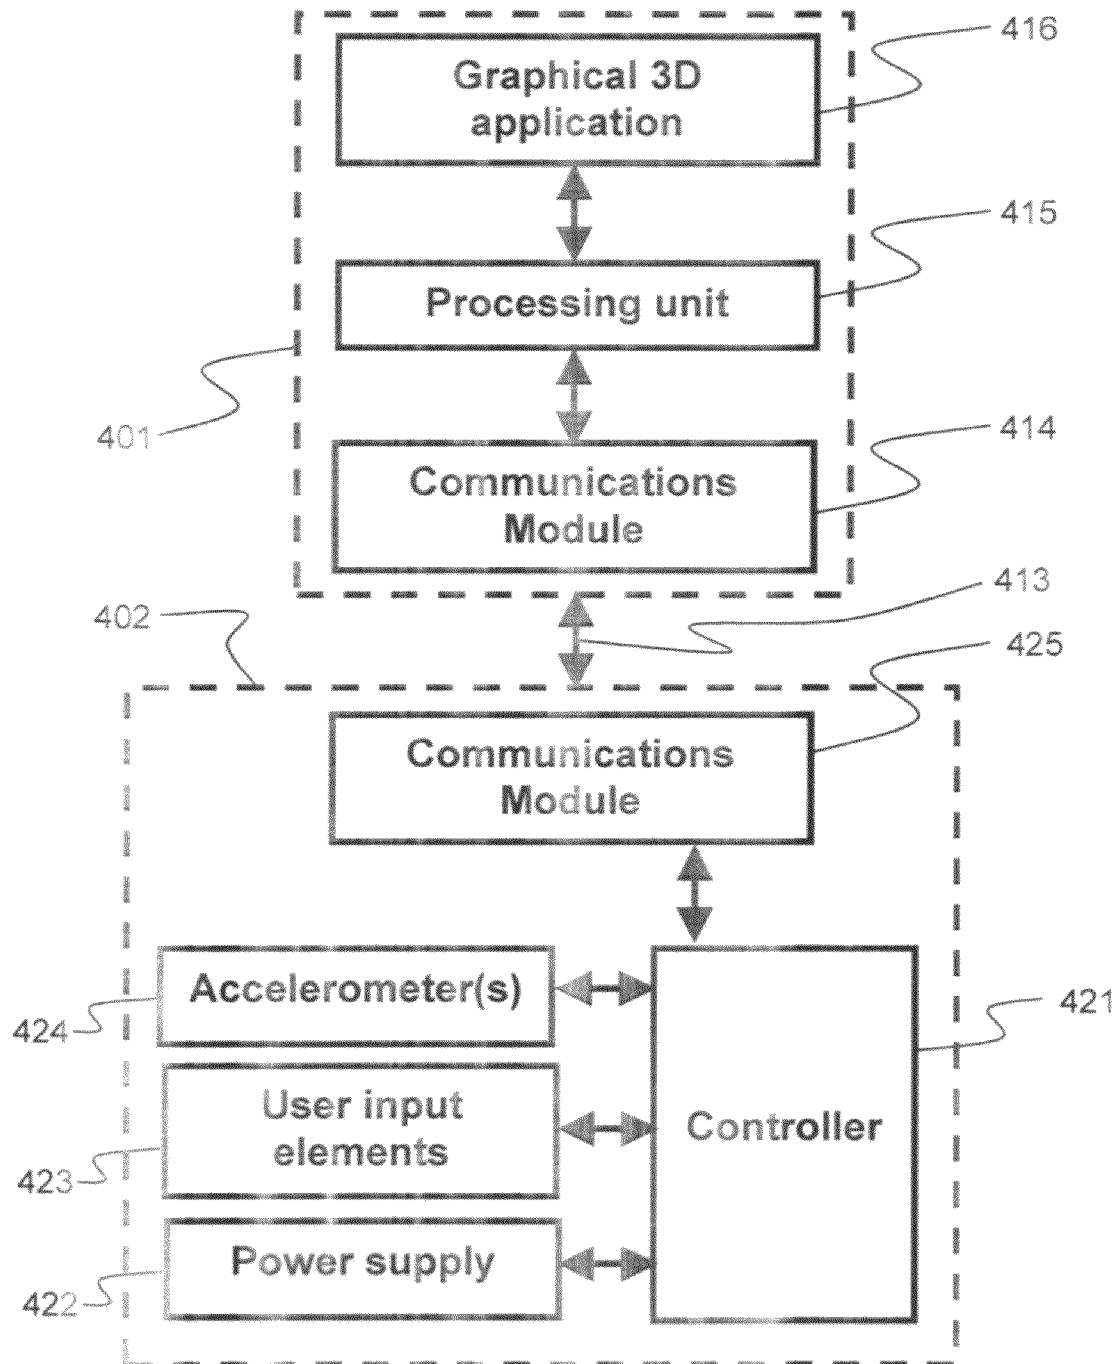 416
Graphical 3D
application
415
Processing unit
401
414
Communications
Module
413
402
425
Communications
Module
Accelerometer(s)
424
421
User input
elements
Controller
423
Power supply
422